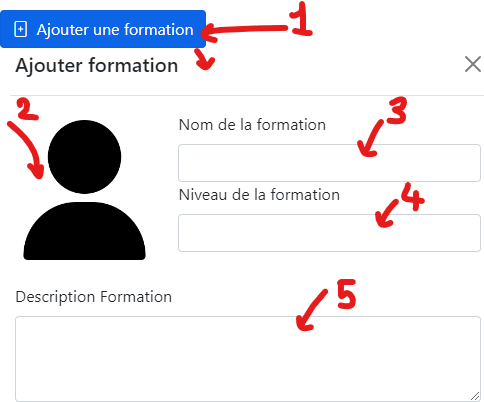 Ajouter une formation 1
Ajouter formation
2
Nom de la formation
3
Niveau de la formation
4
Description Formation
5